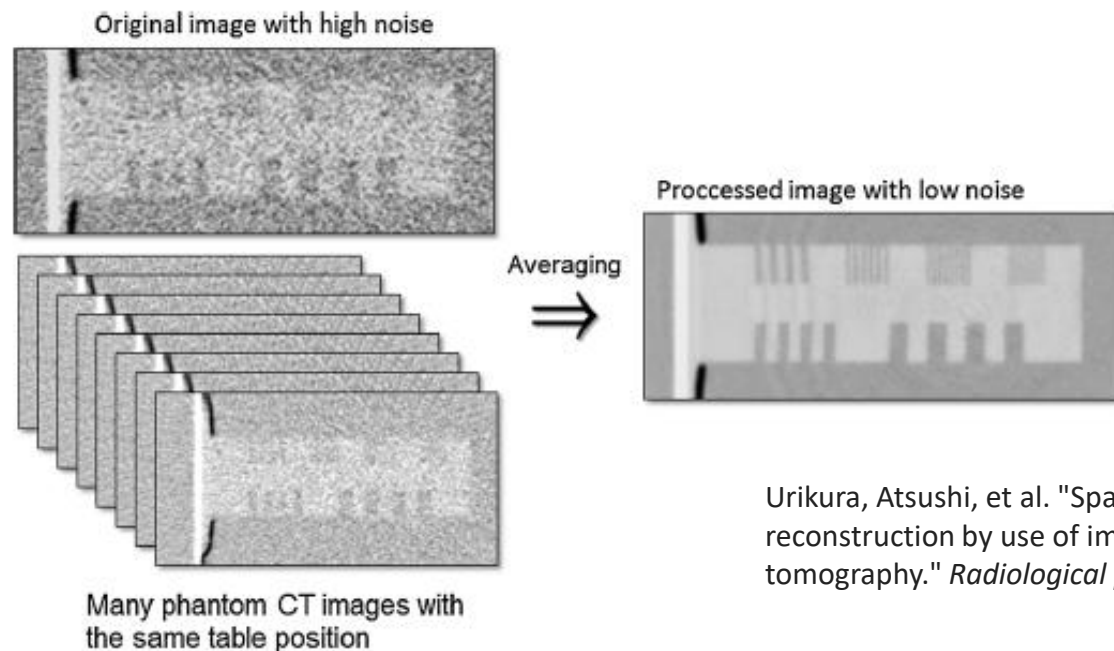 Original image with high noise
Proccessed image with low noise
Averaging
Many phantom CT images with
the same table position
Urikura, Atsushi, et al. "Spa
reconstruction by use of im
tomography." Radiological